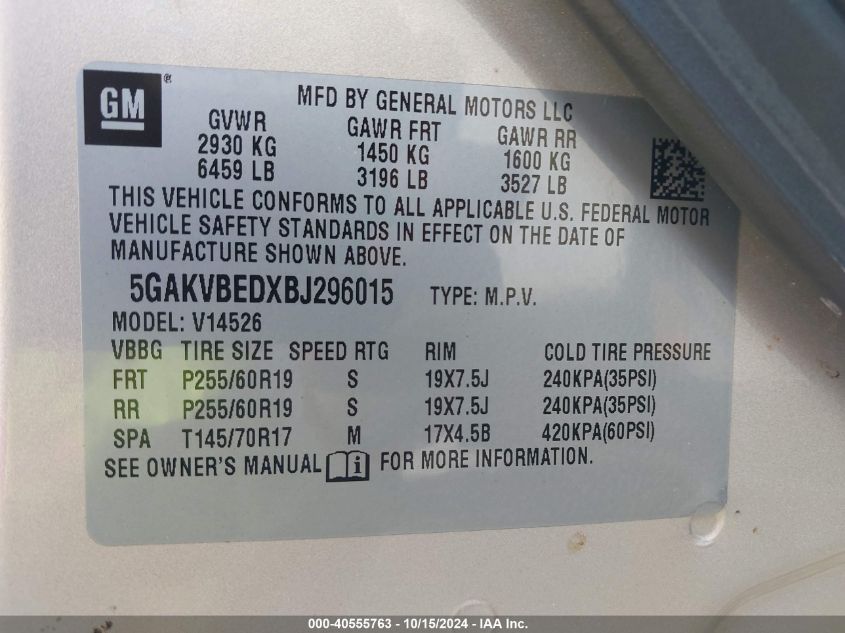 GM ®
MFD BY GENERAL MOTORS LLC
GVWR GAWR FRT GAWR RR
2930 KG 1450 KG 1600 KG
6459 LB 3196 LB 3527 LB
THIS VEHICLE CONFORMS TO ALL APPLICABLE U.S. FEDERAL MOTOR
VEHICLE SAFETY STANDARDS IN EFFECT ON THE DATE OF
MANUFACTURE SHOWN ABOVE.
5GAKVBEDXBJ296015 TYPE: M.P.V.
MODEL: V14526
VBBG TIRE SIZE SPEED RTG RIM COLD TIRE PRESSURE
FRT P255/60R19 S 19X7.5J 240KPA(35PSI)
RR P255/60R19 S 19X7.5J 240KPA(35PSI)
SPA T145/70R17 M 17X4.5B 420KPA(60PSI)
SEE OWNER'S MANUAL i FOR MORE INFORMATION.
000-40555763 - 10/15/2024 - IAA Inc.